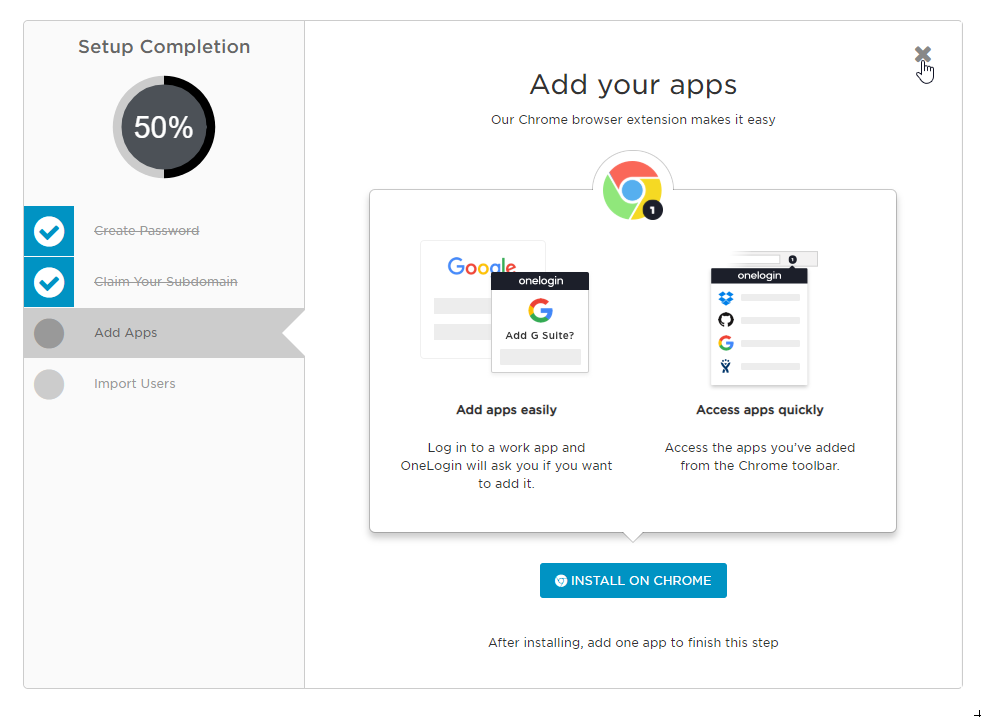 Setup Completion
50%
Create Password
Claim Your Subdomain
Add Apps
Import Users
Add your apps
Our Chrome browser extension makes it easy
1
Google
onelogin
Add G Suite?
1
onelogin
Add apps easily
Log in to a work app and
OneLogin will ask you if you want
to add it.
Access apps quickly
Access the apps you've added
from the Chrome toolbar.
INSTALL ON CHROME
After installing, add one app to finish this step